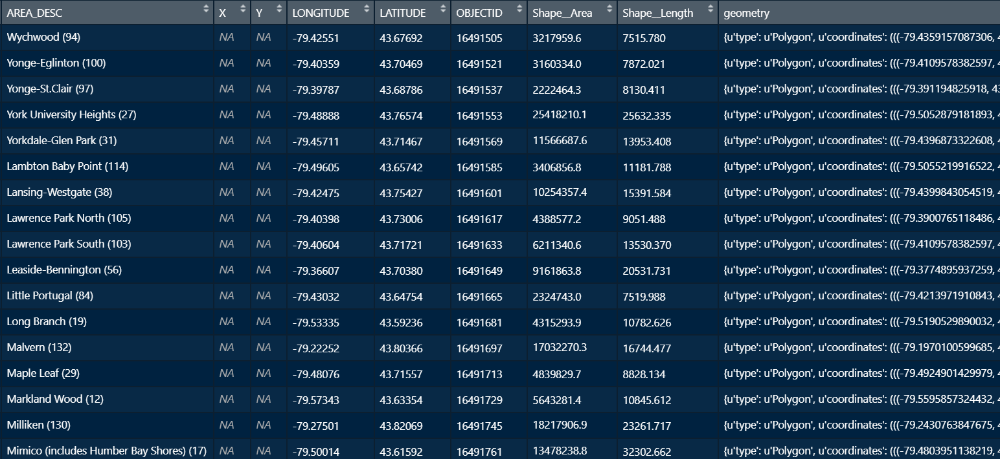 AREA_DESC X Y LONGITUDE LATITUDE OBJECTID Shape__Area Shape__Length geometry
Wychwood (94) NA NA -79.42551 43.67692 16491505 3217959.6 7515.780 {u'type': u'Polygon', u'coordinates': (((-79.4359157087306, 4
Yonge-Eglinton (100) NA NA -79.40359 43.70469 16491521 3160334.0 7872.021 {u'type': u'Polygon', u'coordinates': (((-79.4109578382597, 4
Yonge-St.Clair (97) NA NA -79.39787 43.68786 16491537 2222464.3 8130.411 {u'type': u'Polygon', u'coordinates': (((-79.391194825918, 43
York University Heights (27) NA NA -79.48888 43.76574 16491553 25418210.1 25632.335 {u'type': u'Polygon', u'coordinates': (((-79.5052879181893, 4
Yorkdale-Glen Park (31) NA NA -79.45711 43.71467 16491569 11566687.6 13953.408 {u'type': u'Polygon', u'coordinates': (((-79.4396873322608, 4
Lambton Baby Point (114) NA NA -79.49605 43.65742 16491585 3406856.8 11181.788 {u'type': u'Polygon', u'coordinates': (((-79.5055219916522, 4
Lansing-Westgate (38) NA NA -79.42475 43.75427 16491601 10254357.4 15391.584 {u'type': u'Polygon', u'coordinates': (((-79.4399843054519, 4
Lawrence Park North (105) NA NA -79.40398 43.73006 16491617 4388577.2 9051.488 {u'type': u'Polygon', u'coordinates': (((-79.3900765118486, 4
Lawrence Park South (103) NA NA -79.40604 43.71721 16491633 6211340.6 13530.370 {u'type': u'Polygon', u'coordinates': (((-79.4109578382597, 4
Leaside-Bennington (56) NA NA -79.36607 43.70380 16491649 9161863.8 20531.731 {u'type': u'Polygon', u'coordinates': (((-79.3774895937259, 4
Little Portugal (84) NA NA -79.43032 43.64754 16491665 2324743.0 7519.988 {u'type': u'Polygon', u'coordinates': (((-79.4213971910843, 4
Long Branch (19) NA NA -79.53335 43.59236 16491681 4315293.9 10782.626 {u'type': u'Polygon', u'coordinates': (((-79.5190529890032, 4
Malvern (132) NA NA -79.22252 43.80366 16491697 17032270.3 16744.477 {u'type': u'Polygon', u'coordinates': (((-79.1970100599685, 4
Maple Leaf (29) NA NA -79.48076 43.71557 16491713 4839829.7 8828.134 {u'type': u'Polygon', u'coordinates': (((-79.4924901429979, 4
Markland Wood (12) NA NA -79.57343 43.63354 16491729 5643281.4 10845.612 {u'type': u'Polygon', u'coordinates': (((-79.5595857324432, 4
Milliken (130) NA NA -79.27501 43.82069 16491745 18217906.9 23261.717 {u'type': u'Polygon', u'coordinates': (((-79.2430763847675, 4
Mimico (includes Humber Bay Shores) (17) NA NA -79.50014 43.61592 16491761 13478238.8 32302.662 {u'type': u'Polygon', u'coordinates': (((-79.4803951138219, 4